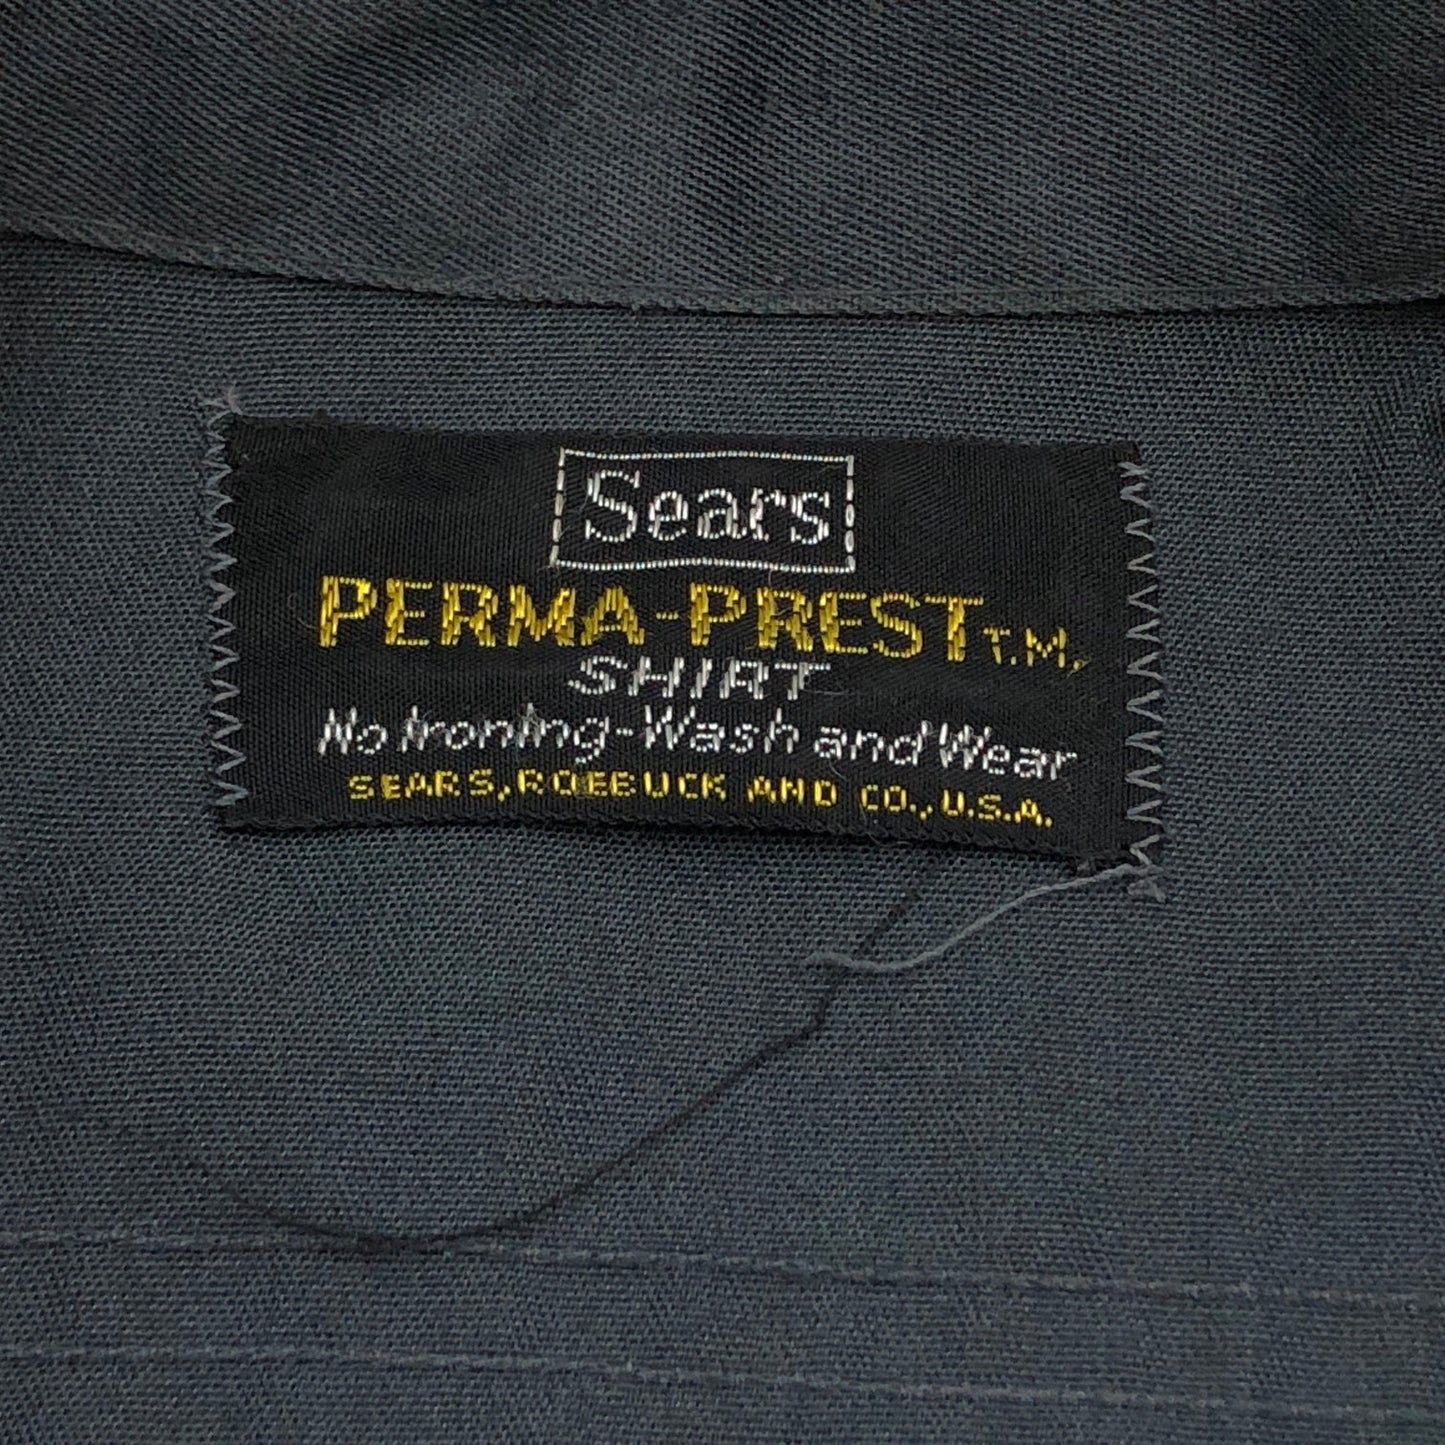 Sears
PERMA-PREST T.M.
SHIRT
No Ironing-Wash and Wear
SEARS, ROEBUCK AND CO., U.S.A.